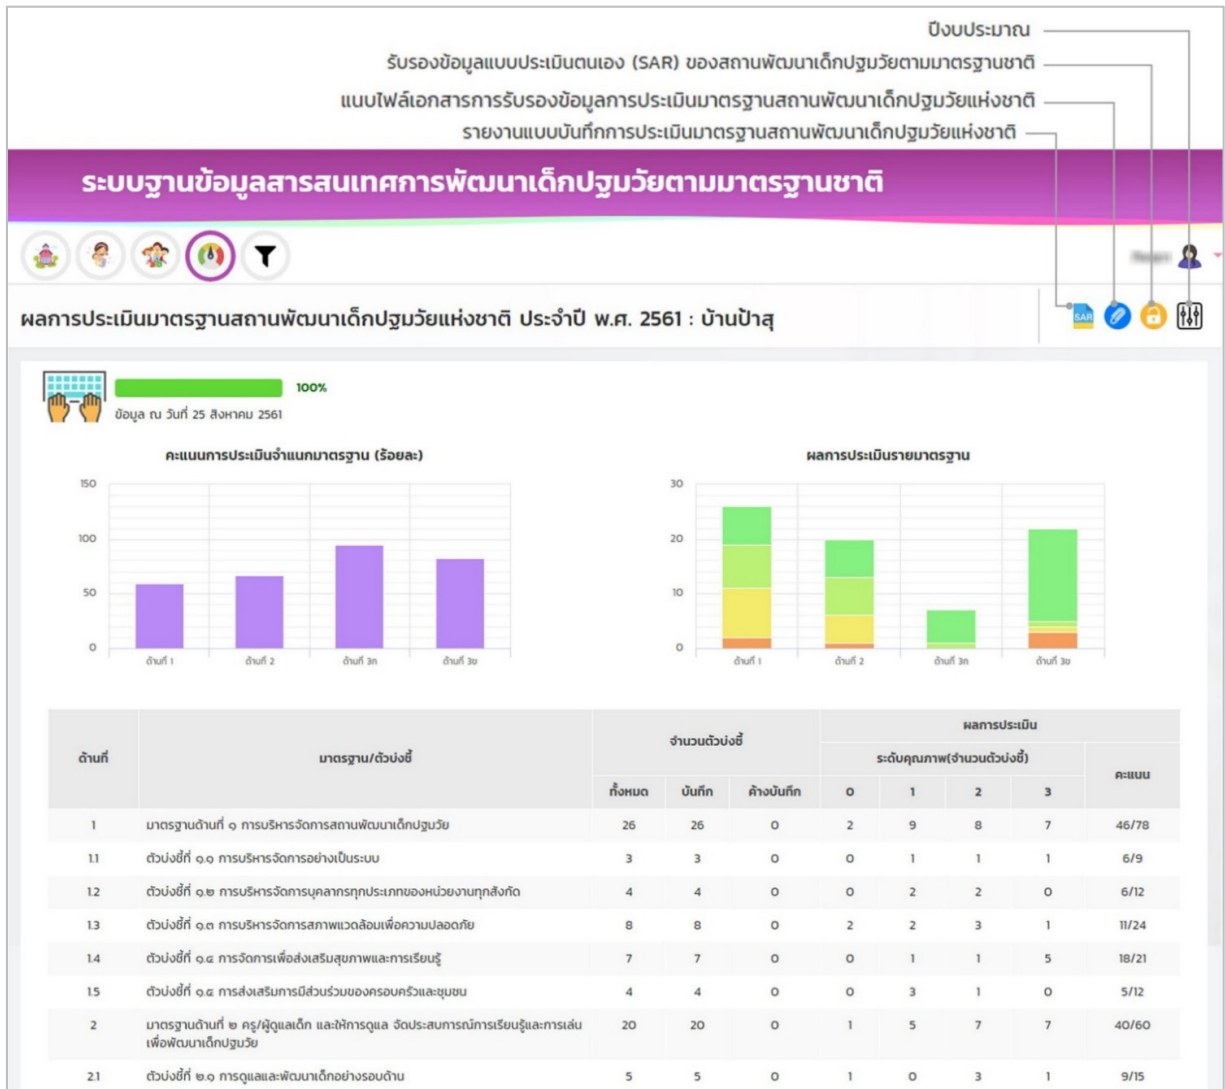 ปีงบประมาณ
รับรองข้อมูลแบบประเมินตนเอง (SAR) ของสถานพัฒนาเด็กปฐมวัยตามมาตรฐานชาติ
แนบไฟล์เอกสารการรับรองข้อมูลการประเมินมาตรฐานสถานพัฒนาเด็กปฐมวัยแห่งชาติ
รายงานแบบบันทึกการประเมินมาตรฐานสถานพัฒนาเด็กปฐมวัยแห่งชาติ
ระบบฐานข้อมูลสารสนเทศการพัฒนาเด็กปฐมวัยตามมาตรฐานชาติ
ผลการประเมินมาตรฐานสถานพัฒนาเด็กปฐมวัยแห่งชาติ ประจำปี พ.ศ. 2561 : บ้านป้าสุ
SAR
100%
ข้อมูล ณ วันที่ 25 สิงหาคม 2561
คะแนนการประเมินจำแนกมาตรฐาน (ร้อยละ)
150
100
50
0
ด้านที่ 1 ด้านที่ 2 ด้านที่ 3ก ด้านที่ 3ข
ผลการประเมินรายมาตรฐาน
30
20
10
0
ด้านที่ 1 ด้านที่ 2 ด้านที่ 3ก ด้านที่ 3ข
ด้านที่ มาตรฐาน/ตัวบ่งชี้ จำนวนตัวบ่งชี้ ผลการประเมิน
ระดับคุณภาพ(จำนวนตัวบ่งชี้) คะแนน
ทั้งหมด บันทึก ค้างบันทึก 0 1 2 3
1 มาตรฐานด้านที่ ๑ การบริหารจัดการสถานพัฒนาเด็กปฐมวัย 26 26 0 2 9 8 7 46/78
1.1 ตัวบ่งชี้ที่ ๑.๑ การบริหารจัดการอย่างเป็นระบบ 3 3 0 0 1 1 1 6/9
1.2 ตัวบ่งชี้ที่ ๑.๒ การบริหารจัดการบุคลากรทุกประเภทของหน่วยงานทุกสังกัด 4 4 0 0 2 2 0 6/12
1.3 ตัวบ่งชี้ที่ ๑.๓ การบริหารจัดการสภาพแวดล้อมเพื่อความปลอดภัย 8 8 0 2 2 3 1 11/24
1.4 ตัวบ่งชี้ที่ ๑.๔ การจัดการเพื่อส่งเสริมสุขภาพและการเรียนรู้ 7 7 0 0 1 1 5 18/21
1.5 ตัวบ่งชี้ที่ ๑.๕ การส่งเสริมการมีส่วนร่วมของครอบครัวและชุมชน 4 4 0 0 3 1 0 5/12
2 มาตรฐานด้านที่ ๒ ครู/ผู้ดูแลเด็ก และให้การดูแล จัดประสบการณ์การเรียนรู้และการเล่น 20 20 0 1 5 7 7 40/60
เพื่อพัฒนาเด็กปฐมวัย
2.1 ตัวบ่งชี้ที่ ๒.๑ การดูแลและพัฒนาเด็กอย่างรอบด้าน 5 5 0 1 0 3 1 9/15